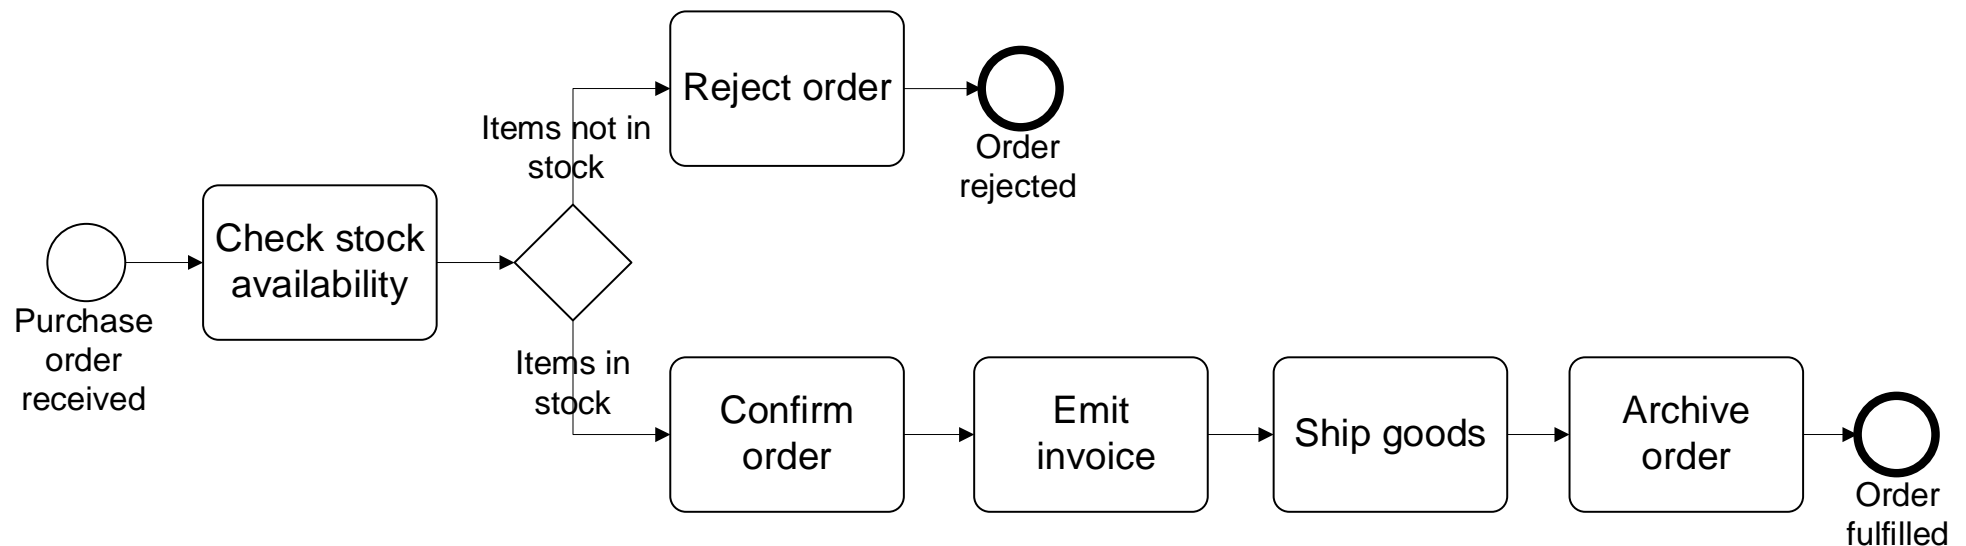 Purchase
order
received
Check stock
availability
Items not in
stock
Reject order
Order
rejected
Items in
stock
Confirm
order
Emit
invoice
Ship goods
Archive
order
Order
fulfilled